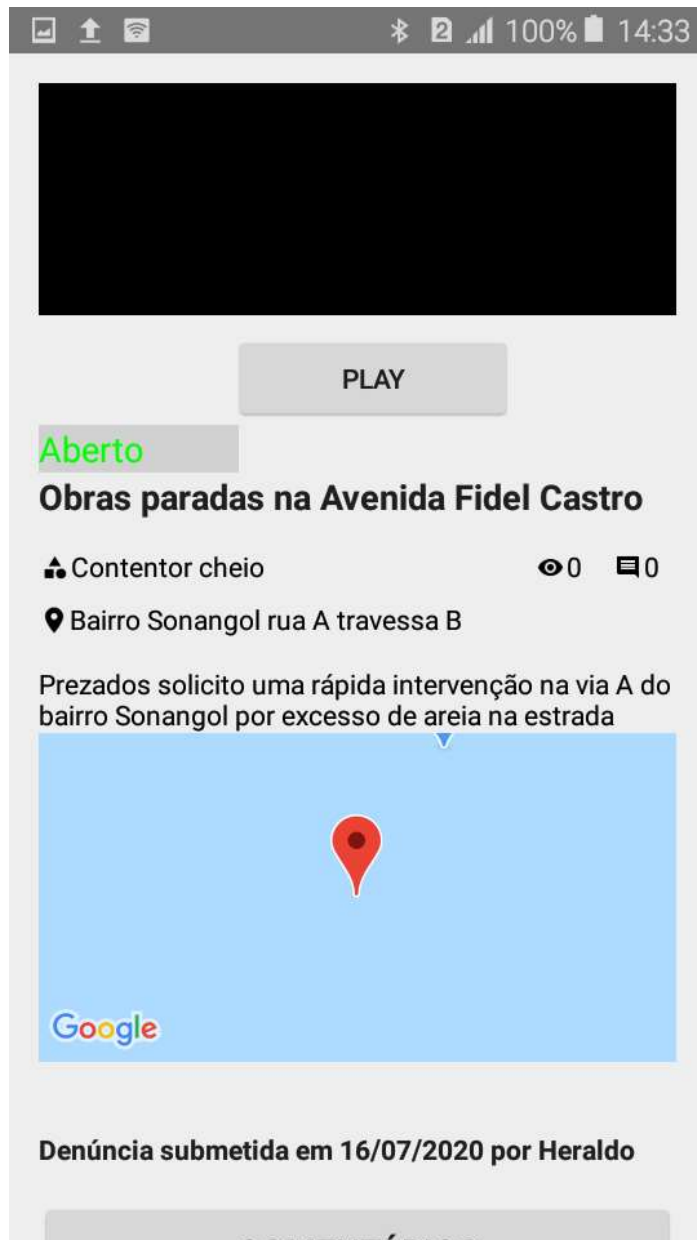 2 100% 14:33
PLAY
Aberto
Obras paradas na Avenida Fidel Castro
Contentor cheio 0 0
Bairro Sonangol rua A travessa B
Prezados solicito uma rápida intervenção na via A do
bairro Sonangol por excesso de areia na estrada
Google
Denúncia submetida em 16/07/2020 por Heraldo